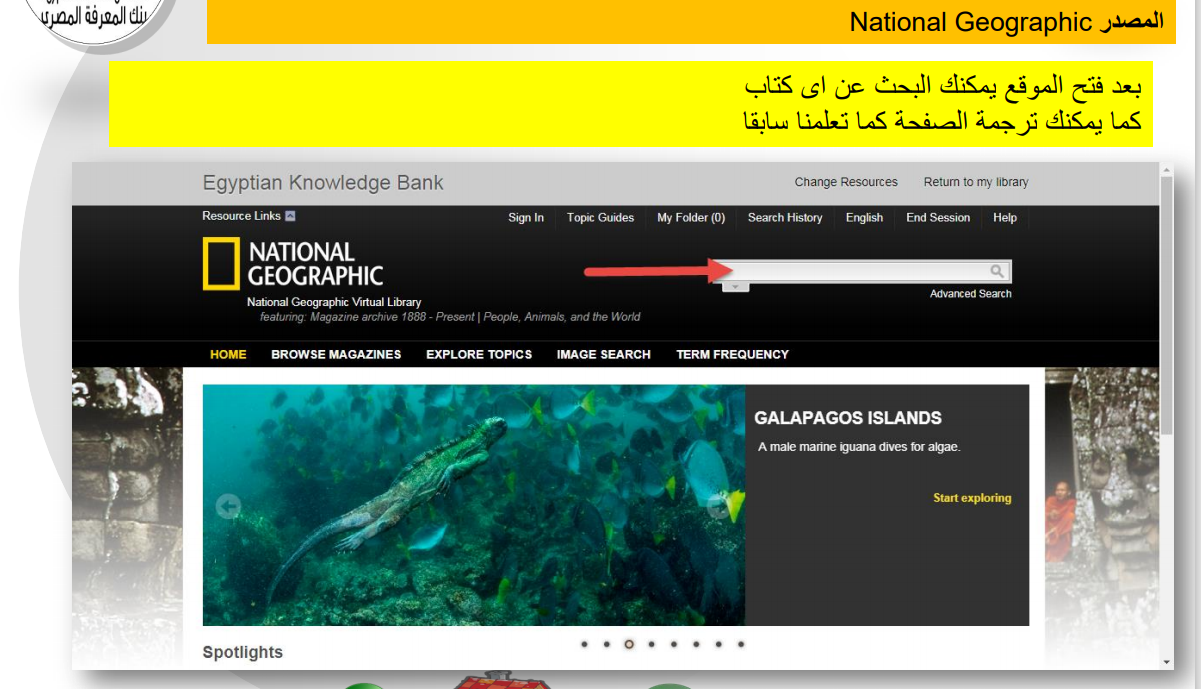 بنك المعرفة المصري
المصدر National Geographic
بعد فتح الموقع يمكنك البحث عن اى كتاب
كما يمكنك ترجمة الصفحة كما تعلمنا سابقا
Egyptian Knowledge Bank
Change Resources Return to my library
Resource Links
Sign In Topic Guides My Folder (0) Search History English End Session Help
NATIONAL
GEOGRAPHIC
Advanced Search
National Geographic Virtual Library
featuring: Magazine archive 1888 - Present | People, Animals, and the World
HOME BROWSE MAGAZINES EXPLORE TOPICS IMAGE SEARCH TERM FREQUENCY
GALAPAGOS ISLANDS
A male marine iguana dives for algae.
Start exploring
Spotlights